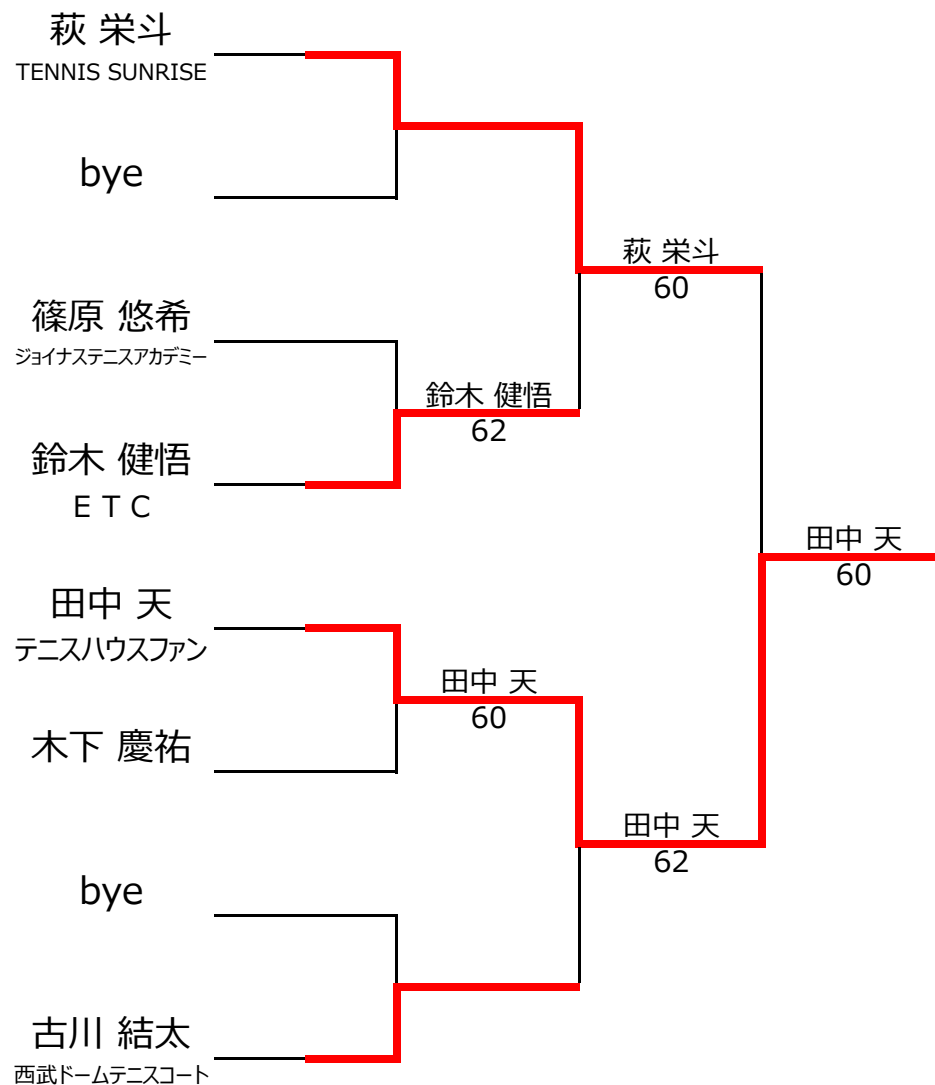 萩 栄斗
TENNIS SUNRISE
bye
萩 栄斗
60
篠原 悠希
ジョイナステニスアカデミー
鈴木 健悟
62
鈴木 健悟
ＥＴＣ
田中 天
60
田中 天
テニスハウスファン
田中 天
60
木下 慶祐
田中 天
62
bye
古川 結太
西武ドームテニスコート